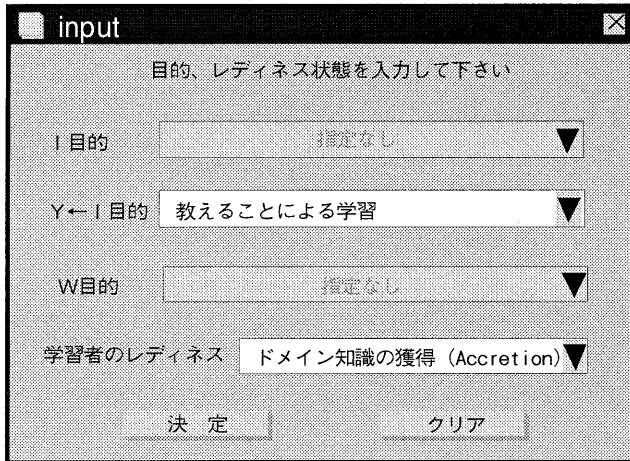 input
目的、レディネス状態を入力して下さい
I 目的 指定なし
Y←I 目的 教えることによる学習
W目的 指定なし
学習者のレディネス ドメイン知識の獲得 (Accretion)
決 定 クリア